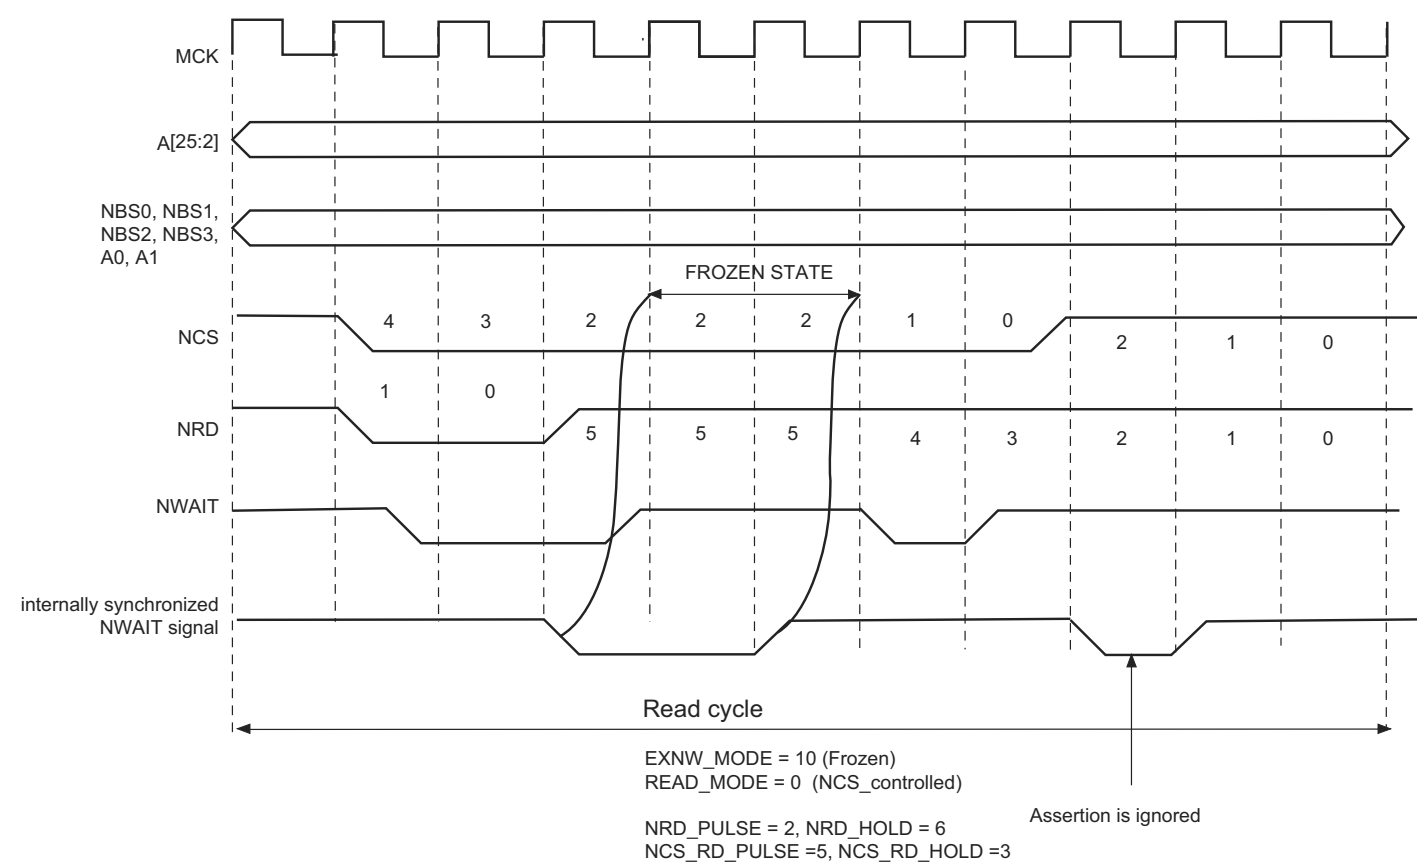 MCK
A[25:2]
NBS0, NBS1,
NBS2, NBS3,
A0, A1
FROZEN STATE
NCS
4 3 2 2 2 1 0
2 1 0
1 0
NRD
5 5 5 4 3 2 1 0
NWAIT
internally synchronized
NWAIT signal
Read cycle
EXNW_MODE = 10 (Frozen)
READ_MODE = 0 (NCS_controlled)
Assertion is ignored
NRD_PULSE = 2, NRD_HOLD = 6
NCS_RD_PULSE =5, NCS_RD_HOLD =3